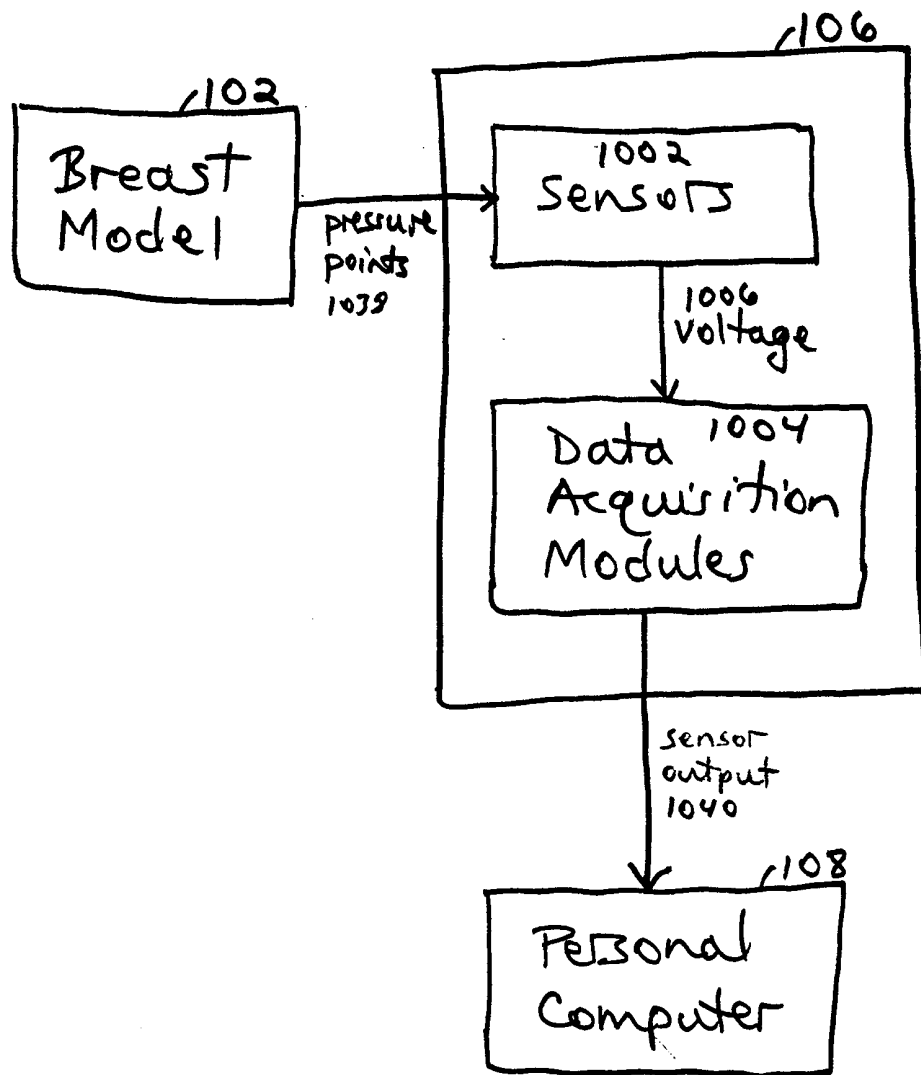 106
102
Breast
Model
pressure
points
1038
1002
Sensors
1006
Voltage
Data 1004
Acquisition
Modules
sensor
output
1040
108
Personal
Computer